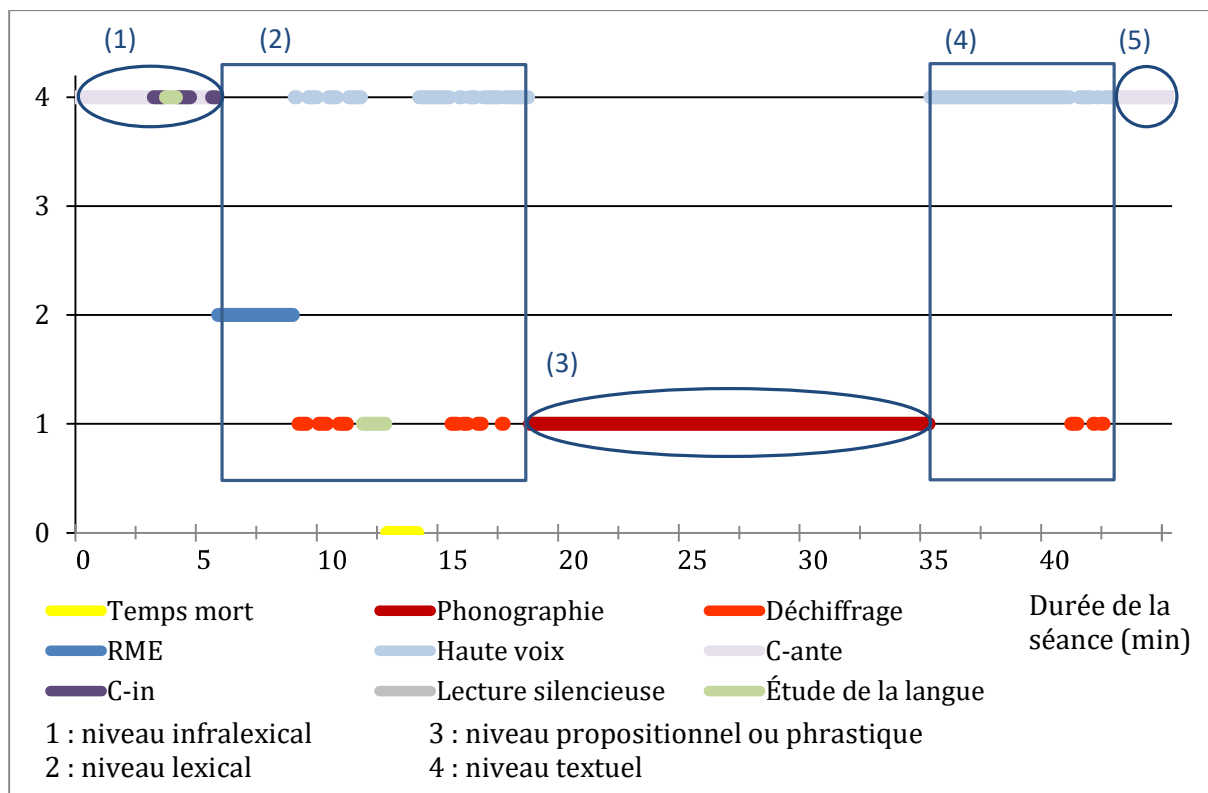 (1) (2) (4) (5)
4
3
2
(3)
1
0
0 5 10 15 20 25 30 35 40
Temps mort Phonographie Déchiffrage
RME Haute voix C-ante
C-in Lecture silencieuse Étude de la langue
Durée de la
séance (min)
1 : niveau infralexical 3 : niveau propositionnel ou phrastique
2 : niveau lexical 4 : niveau textuel